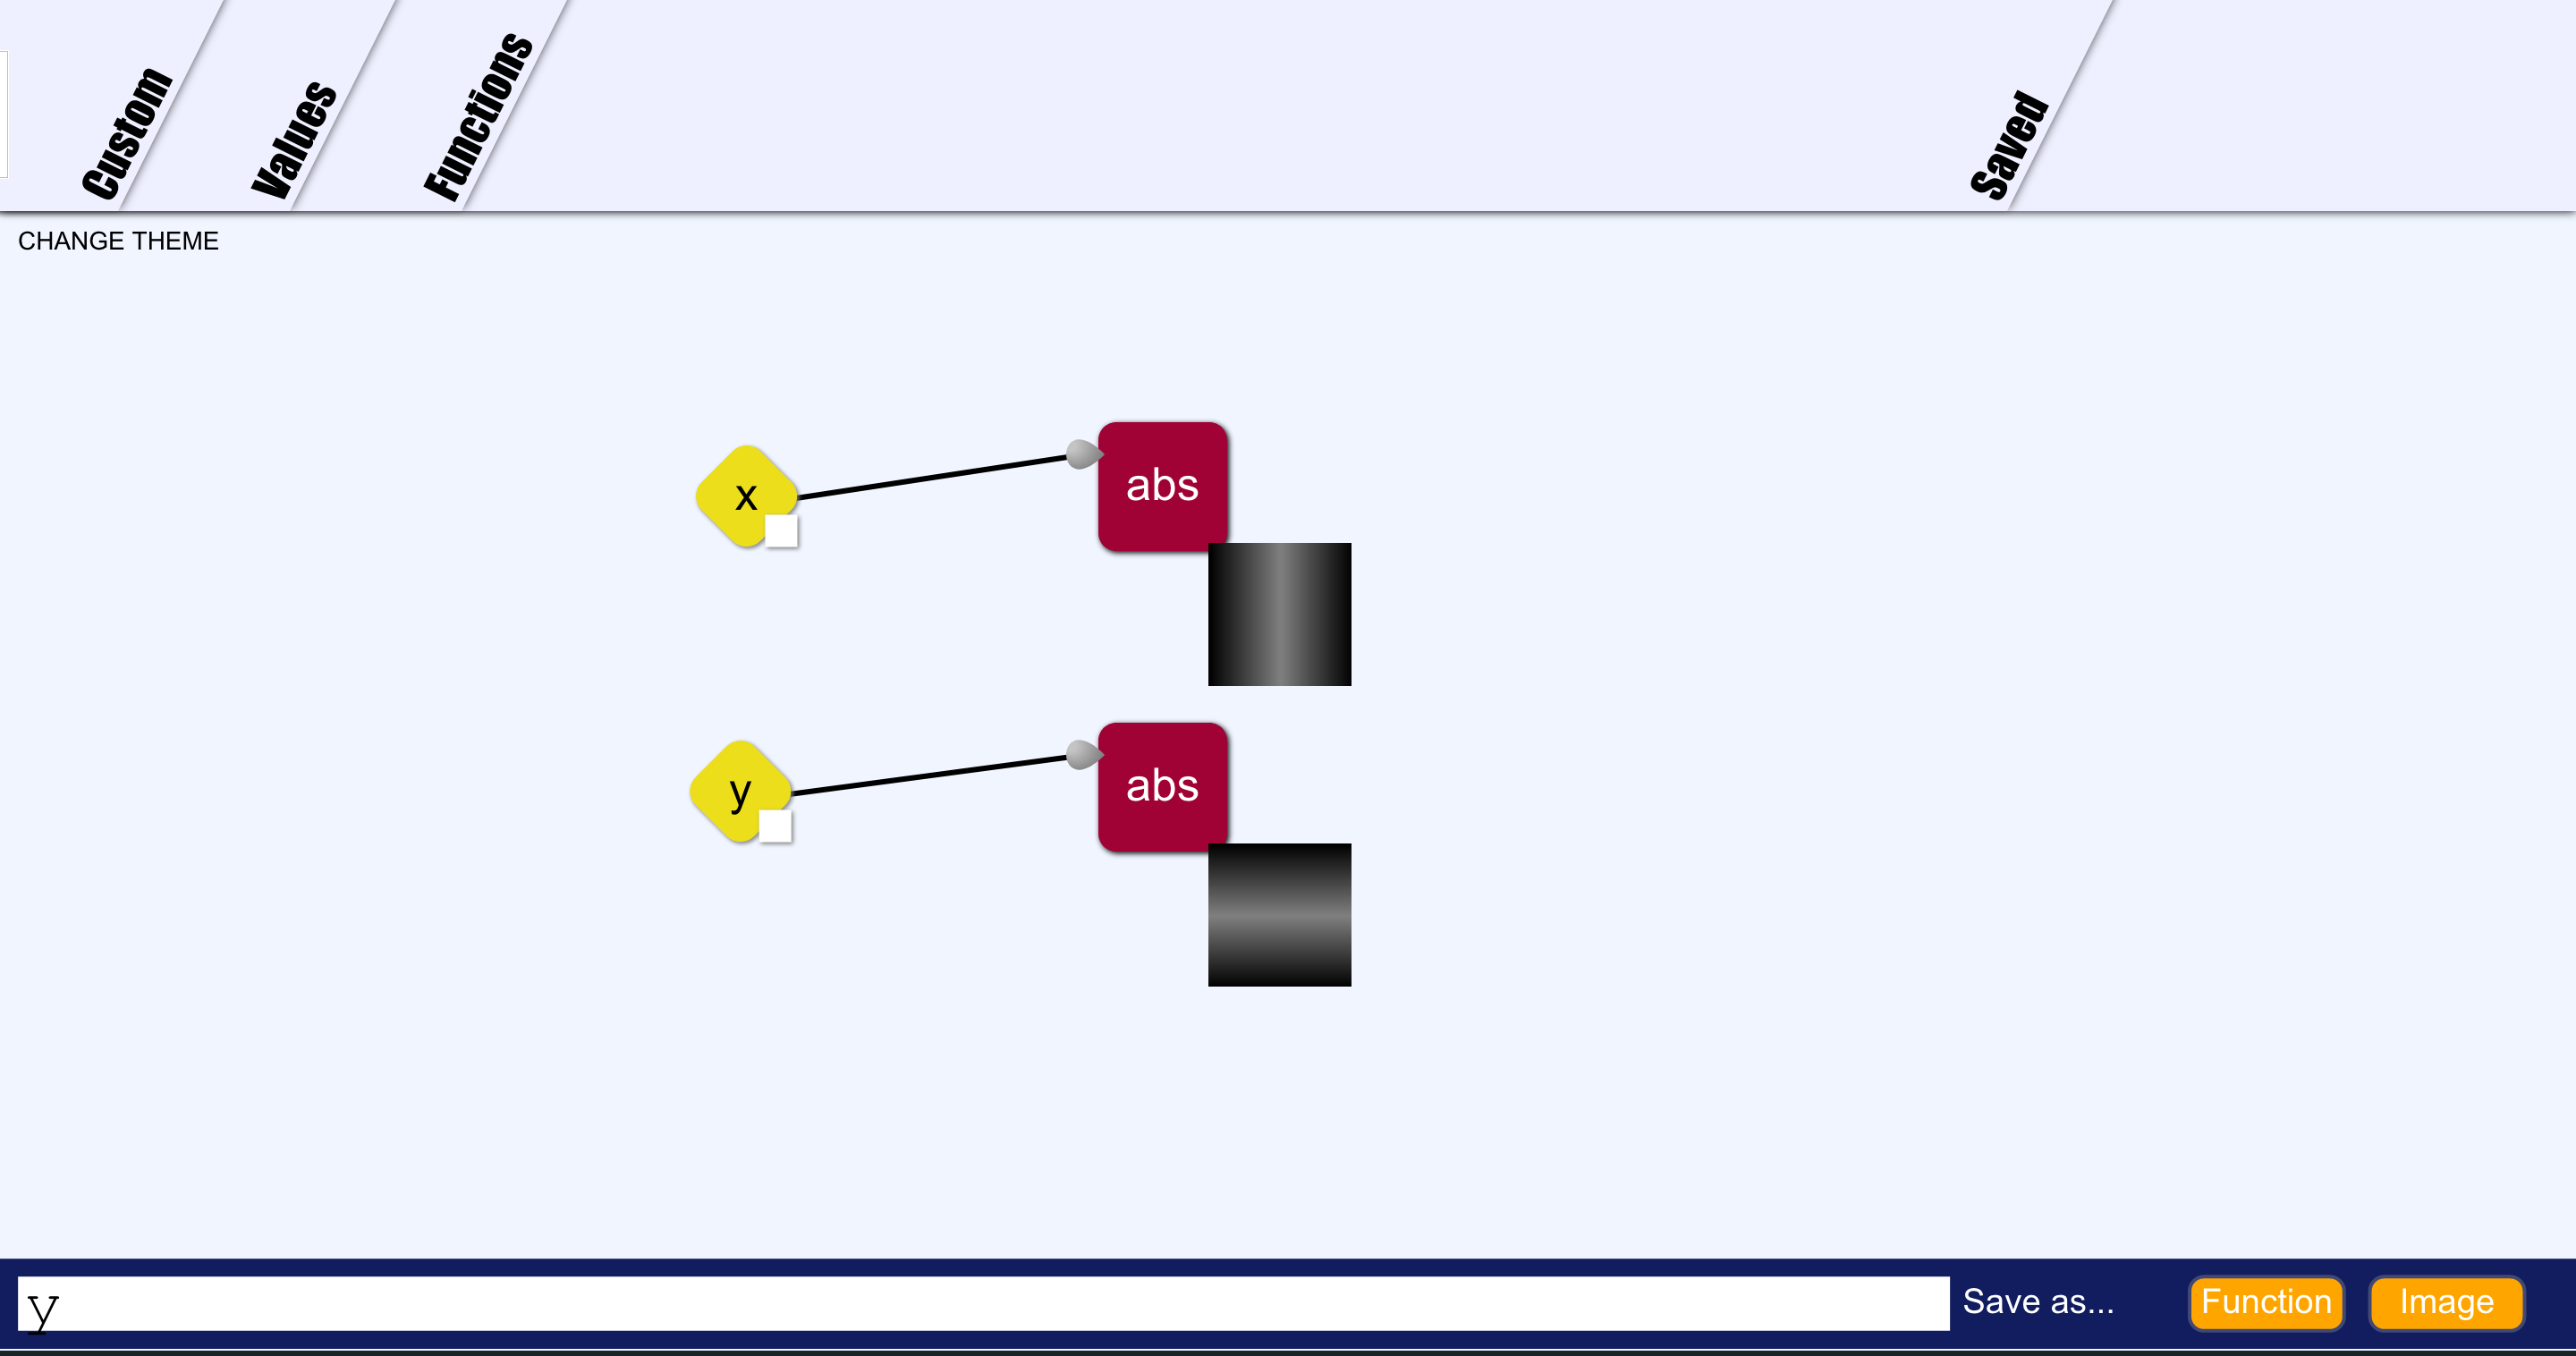 Custom
Values
Functions
Saved
CHANGE THEME
x
abs
y
abs
y
Save as...
Function
Image